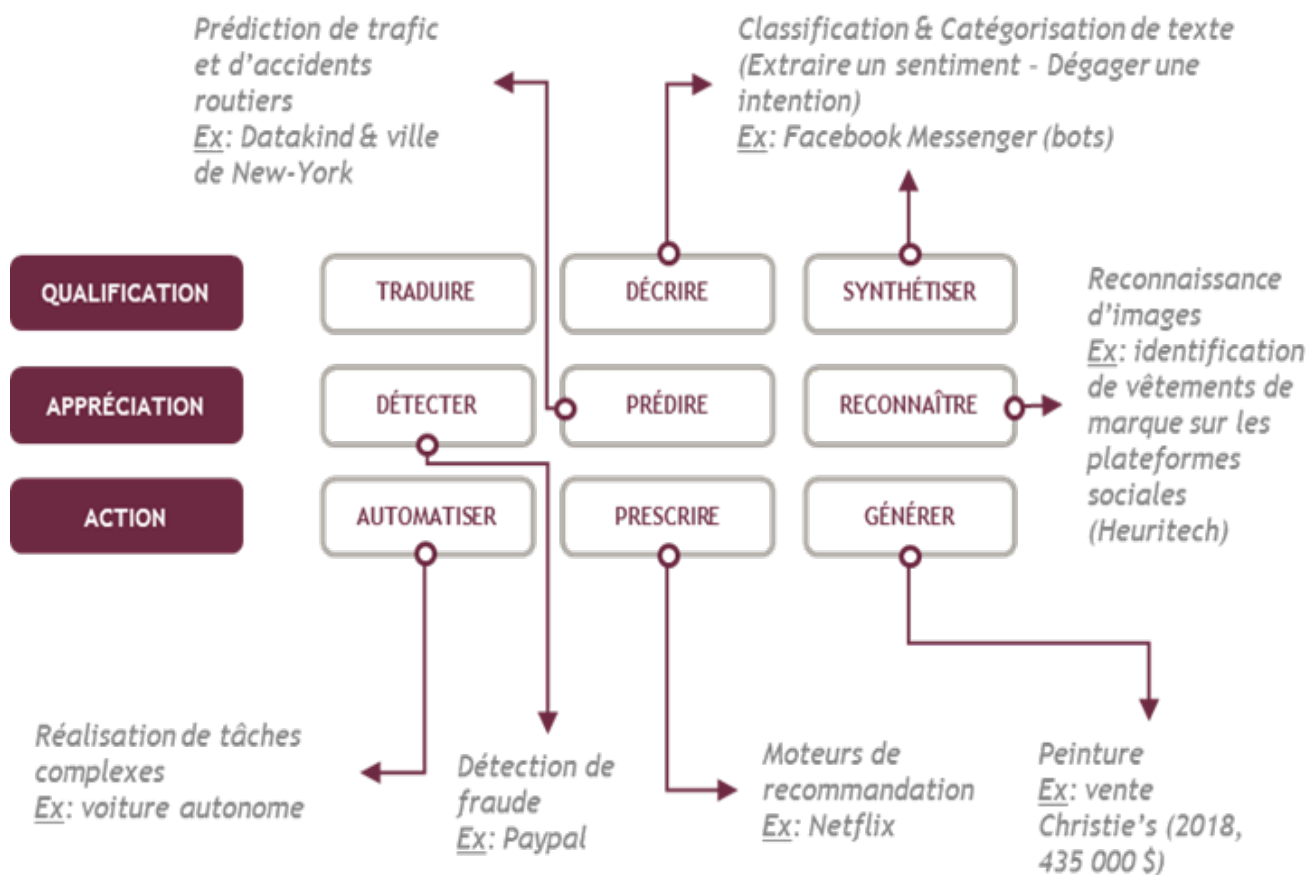 Prédiction de trafic
et d'accidents
routiers
Ex: Datakind & ville
de New-York
Classification & Catégorisation de texte
(Extraire un sentiment – Dégager une
intention)
Ex: Facebook Messenger (bots)
QUALIFICATION
TRADUIRE
DÉCRIRE
SYNTHÉTISER
APPRÉCIATION
DÉTECTER
PRÉDIRE
RECONNAÎTRE
ACTION
AUTOMATISER
PRESCRIRE
GÉNÉRER
Reconnaissance
d'images
Ex: identification
de vêtements de
marque sur les
plateformes
sociales
(Heuritech)
Réalisation de tâches
complexes
Ex: voiture autonome
Détection de
fraude
Ex: Paypal
Moteurs de
recommandation
Ex: Netflix
Peinture
Ex: vente
Christie's (2018,
435 000 $)